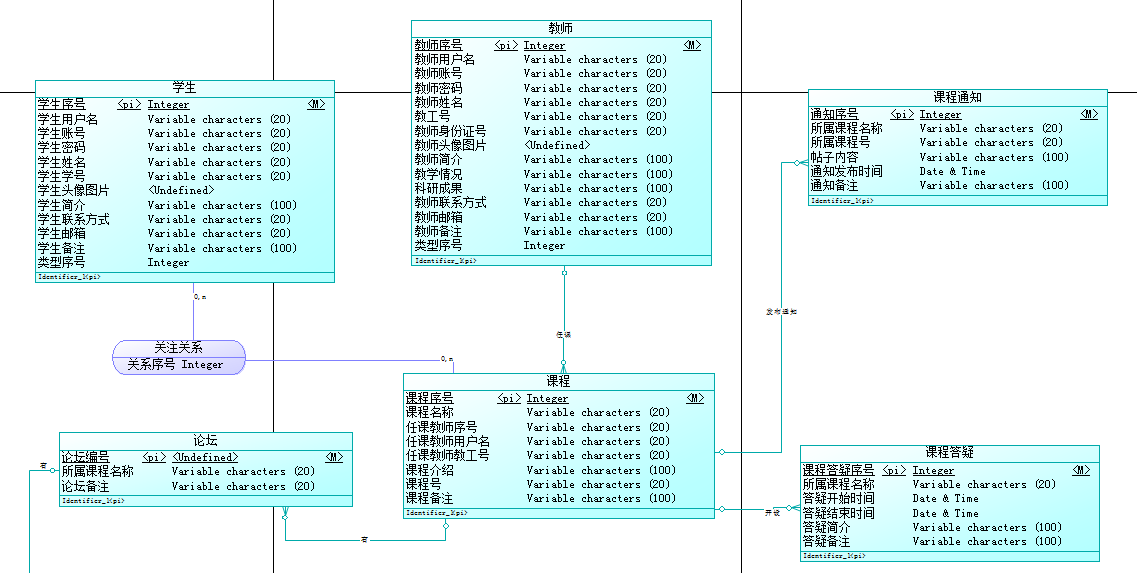 教师
教师序号 <pi> Integer <M>
教师用户名 Variable characters (20)
教师账号 Variable characters (20)
教师密码 Variable characters (20)
教师姓名 Variable characters (20)
教工号 Variable characters (20)
教师身份证号 Variable characters (20)
教师头像图片 <Undefined>
教师简介 Variable characters (100)
教学情况 Variable characters (100)
科研成果 Variable characters (100)
教师联系方式 Variable characters (20)
教师邮箱 Variable characters (20)
教师备注 Variable characters (100)
类型序号 Integer
Identifier_1<pi>
学生
学生序号 <pi> Integer <M>
学生用户名 Variable characters (20)
学生账号 Variable characters (20)
学生密码 Variable characters (20)
学生姓名 Variable characters (20)
学生学号 Variable characters (20)
学生头像图片 <Undefined>
学生简介 Variable characters (100)
学生联系方式 Variable characters (20)
学生邮箱 Variable characters (20)
学生备注 Variable characters (100)
类型序号 Integer
Identifier_1<pi>
课程通知
通知序号 <pi> Integer <M>
所属课程名称 Variable characters (20)
所属课程号 Variable characters (20)
帖子内容 Variable characters (100)
通知发布时间 Date & Time
通知备注 Variable characters (100)
Identifier_1<pi>
0,n
发布通知
任课
关注关系
关系序号 Integer
0,n
课程
课程序号 <pi> Integer <M>
课程名称 Variable characters (20)
任课教师序号 Variable characters (20)
任课教师用户名 Variable characters (20)
任课教师教工号 Variable characters (20)
课程介绍 Variable characters (100)
课程号 Variable characters (20)
课程备注 Variable characters (100)
Identifier_1<pi>
论坛
论坛编号 <pi> <Undefined> <M>
所属课程名称 Variable characters (20)
论坛备注 Variable characters (20)
Identifier_1<pi>
有
有
课程答疑
课程答疑序号 <pi> Integer <M>
所属课程名称 Variable characters (20)
答疑开始时间 Date & Time
答疑结束时间 Date & Time
答疑简介 Variable characters (100)
答疑备注 Variable characters (100)
Identifier_1<pi>
开设